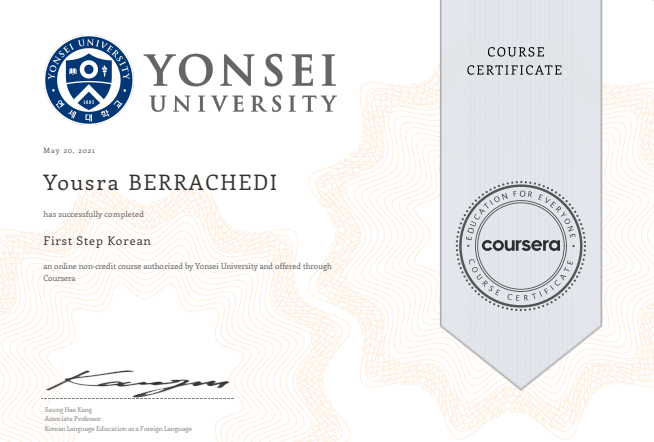 YONSEI UNIVERSITY
1885
연세대학교
YONSEI
UNIVERSITY
COURSE
CERTIFICATE
May 20, 2021
Yousra BERRACHEDI
has successfully completed
First Step Korean
an online non-credit course authorized by Yonsei University and offered through
Coursera
EDUCATION FOR EVERYONE
coursera
COURSE CERTIFICATE
Seung Hae Kang
Associate Professor
Korean Language Education as a Foreign Language